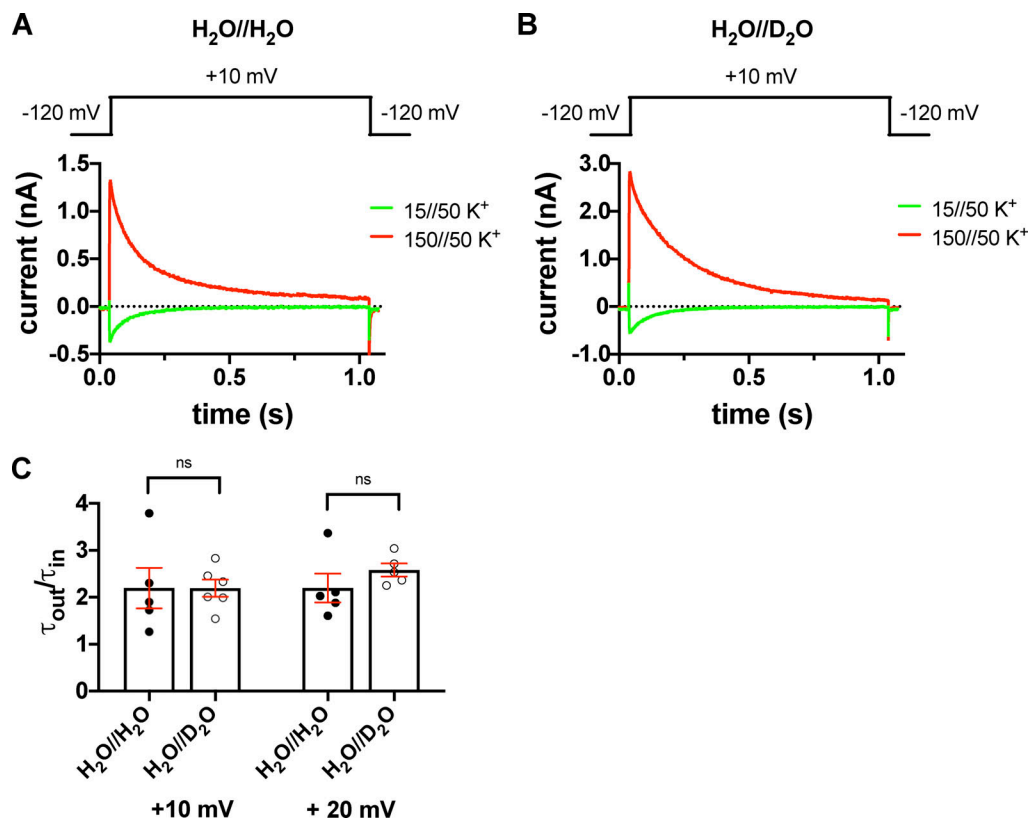 A
H₂O//H₂O
+10 mV
-120 mV
-120 mV
1.5
1.0
0.5
0.0
-0.5
current (nA)
15//50 K⁺
150//50 K⁺
0.0
0.5
1.0
time (s)
B
H₂O//D₂O
+10 mV
-120 mV
-120 mV
3.0
2.0
1.0
0.0
-1.0
current (nA)
15//50 K⁺
150//50 K⁺
0.0
0.5
1.0
time (s)
C
ns
ns
4
3
2
1
0
τout/τin
H₂O//H₂O
H₂O//D₂O
H₂O//H₂O
H₂O//D₂O
+10 mV
+ 20 mV